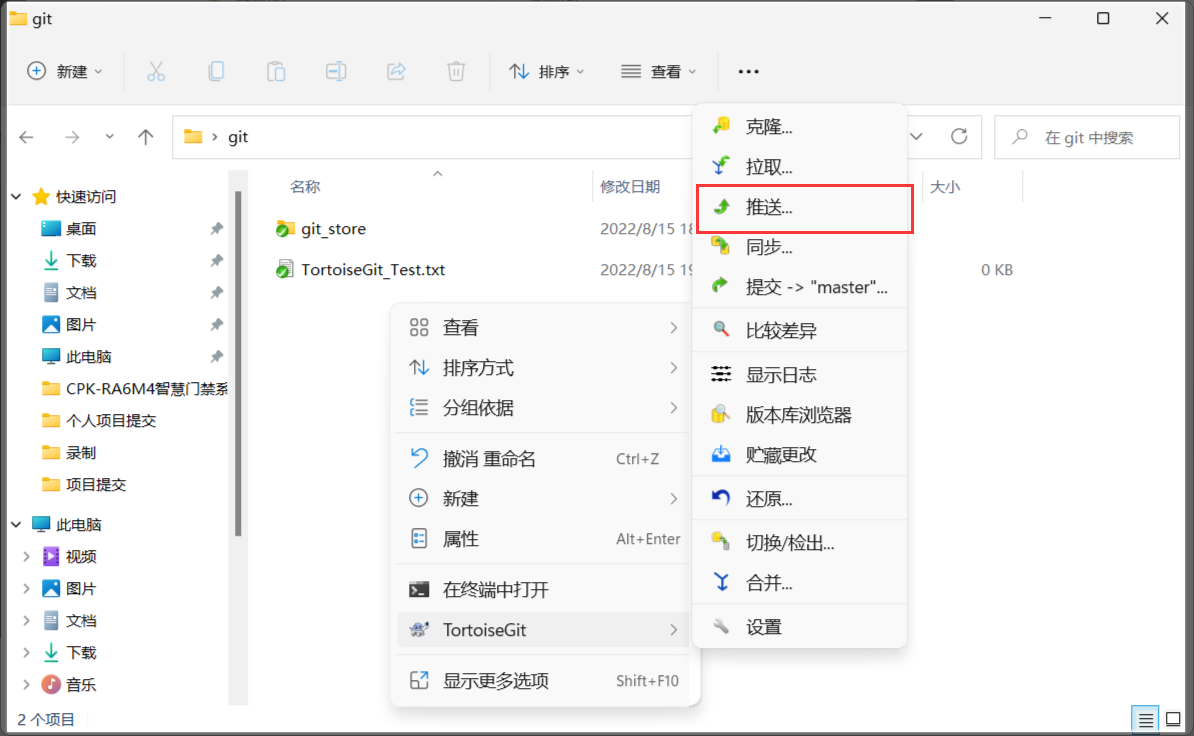 git
新建
排序
查看
git
在 git 中搜索
快速访问
桌面
下载
文档
图片
此电脑
CPK-RA6M4智慧门禁系
个人项目提交
录制
项目提交
此电脑
视频
图片
文档
下载
音乐
名称
修改日期
大小
git_store
2022/8/15 18
TortoiseGit_Test.txt
2022/8/15 19
0 KB
查看
排序方式
分组依据
撤消 重命名
Ctrl+Z
新建
属性
Alt+Enter
在终端中打开
TortoiseGit
显示更多选项
Shift+F10
克隆...
拉取...
推送...
同步...
提交 -> "master"...
比较差异
显示日志
版本库浏览器
贮藏更改
还原...
切换/检出...
合并...
设置
2 个项目